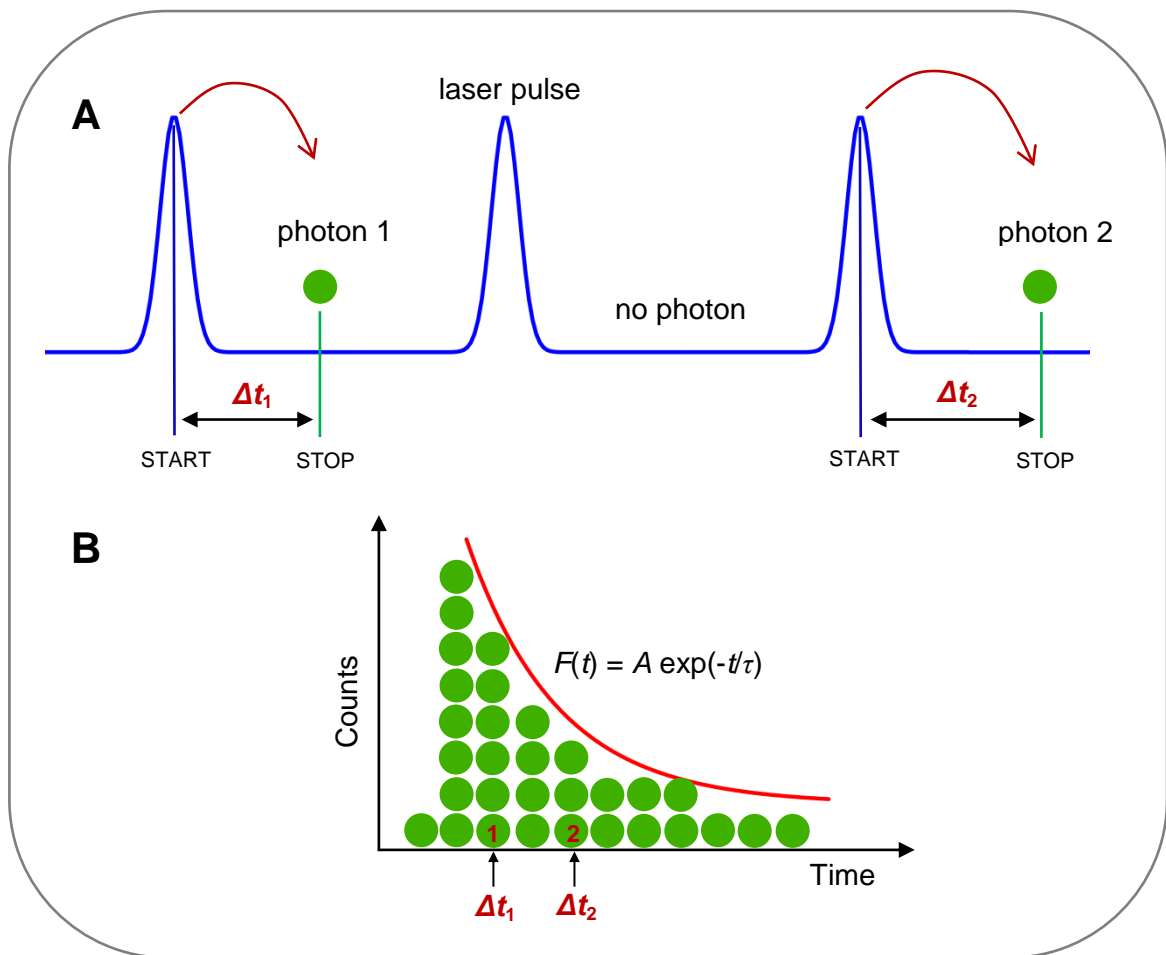 A
laser pulse
photon 1
photon 2
no photon
Δt₁
Δt₂
START
STOP
START
STOP
B
Counts
F(t) = A exp(-t/τ)
1
2
Time
Δt₁
Δt₂